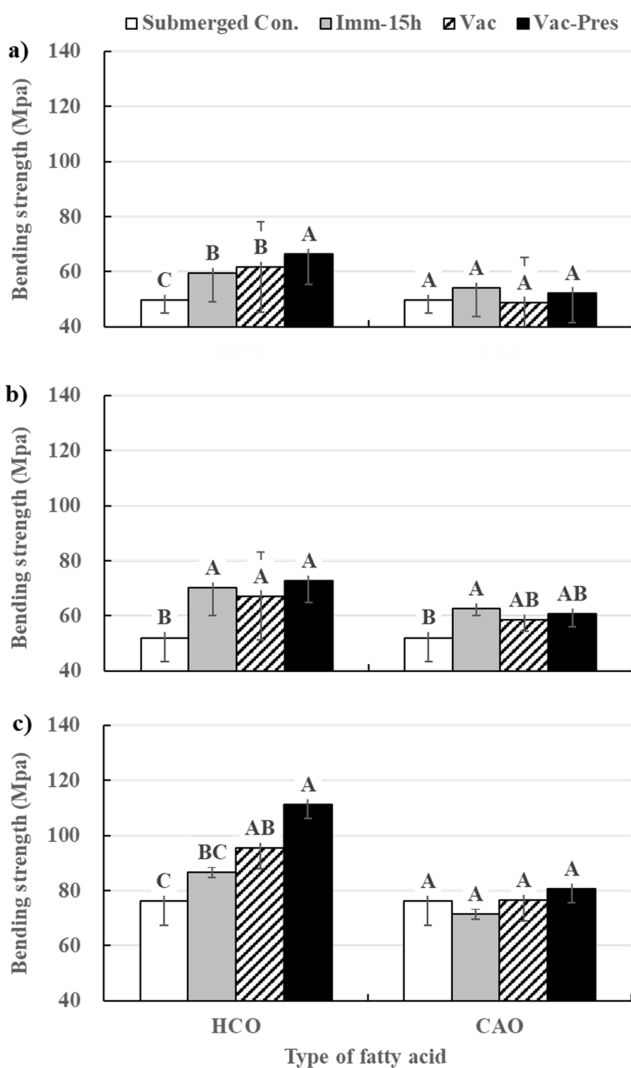 Submerged Con. Imm-15h Vac Vac-Pres
a)
Bending strength (Mpa)
140
120
100
80
60
40
C B B A A A A A
b)
Bending strength (Mpa)
140
120
100
80
60
40
B A A A B A AB AB
c)
Bending strength (Mpa)
140
120
100
80
60
40
C BC AB A A A A A
HCO CAO
Type of fatty acid